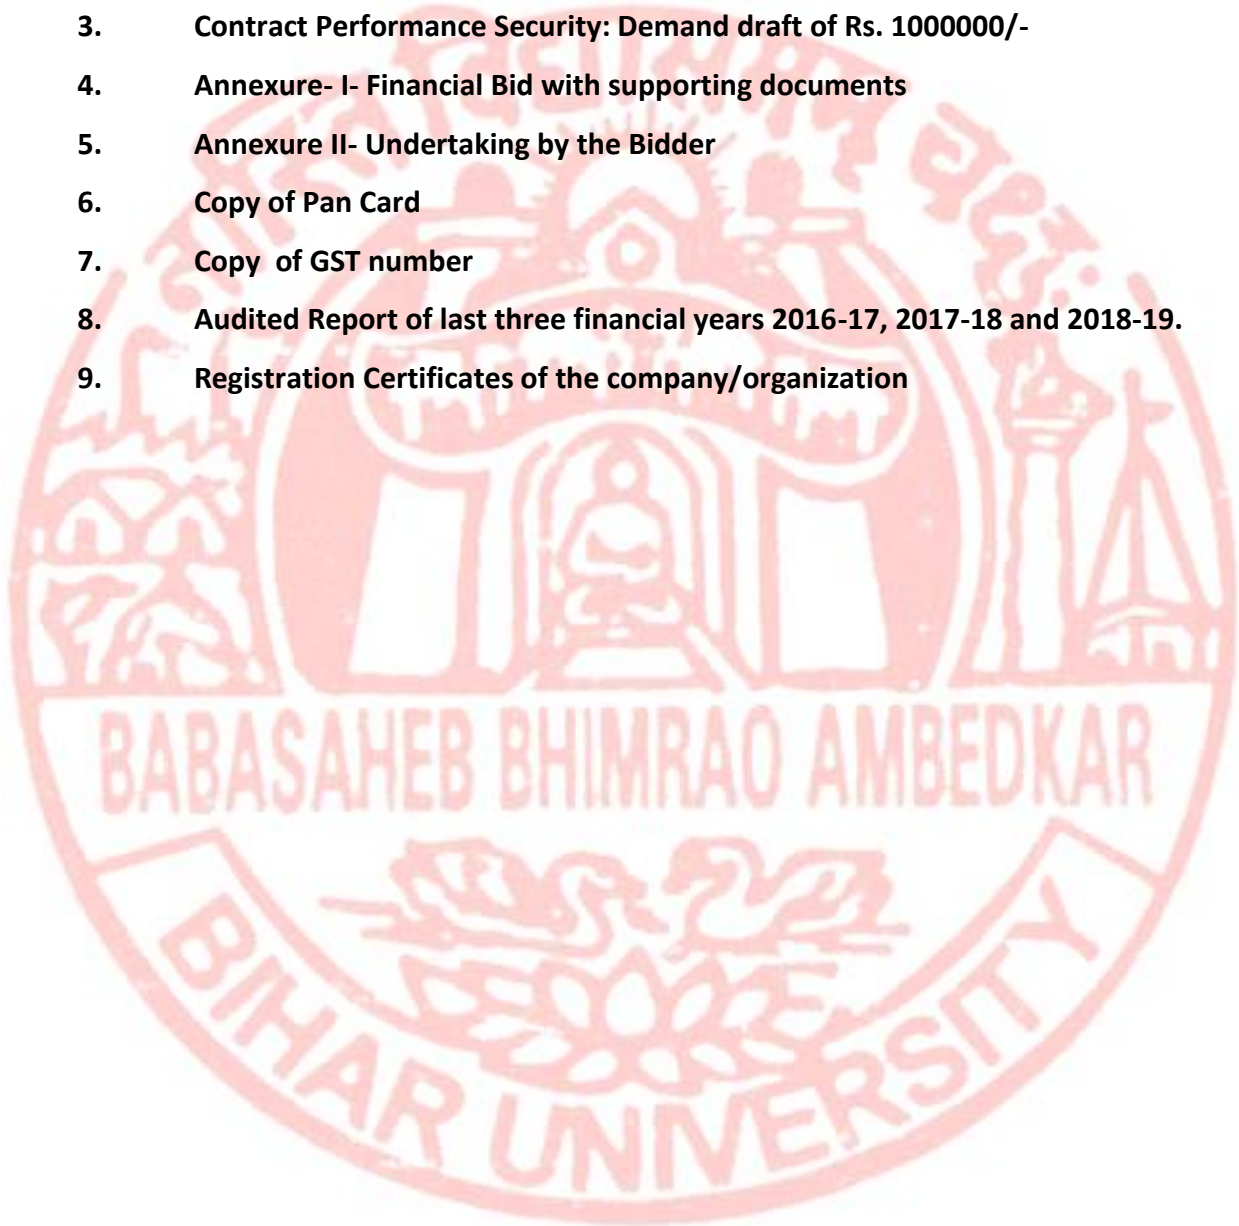 3. Contract Performance Security: Demand draft of Rs. 1000000/-
4. Annexure- I- Financial Bid with supporting documents
5. Annexure II- Undertaking by the Bidder
6. Copy of Pan Card
7. Copy of GST number
8. Audited Report of last three financial years 2016-17, 2017-18 and 2018-19.
9. Registration Certificates of the company/organization
BABASAHEB BHIMRAO AMBEDKAR
BIHAR UNIVERSITY